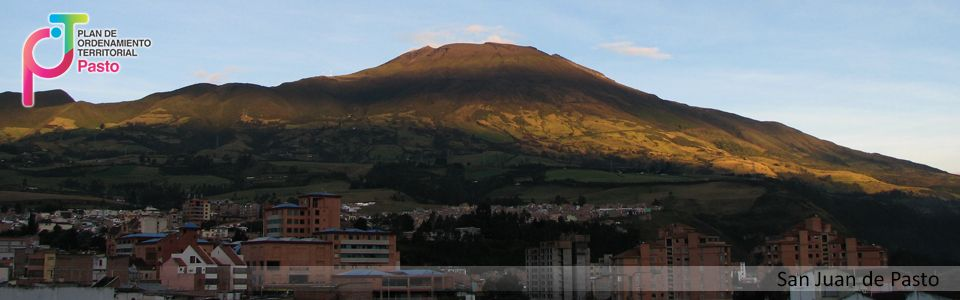 PLAN DE
ORDENAMIENTO
TERRITORIAL
Pasto
San Juan de Pasto